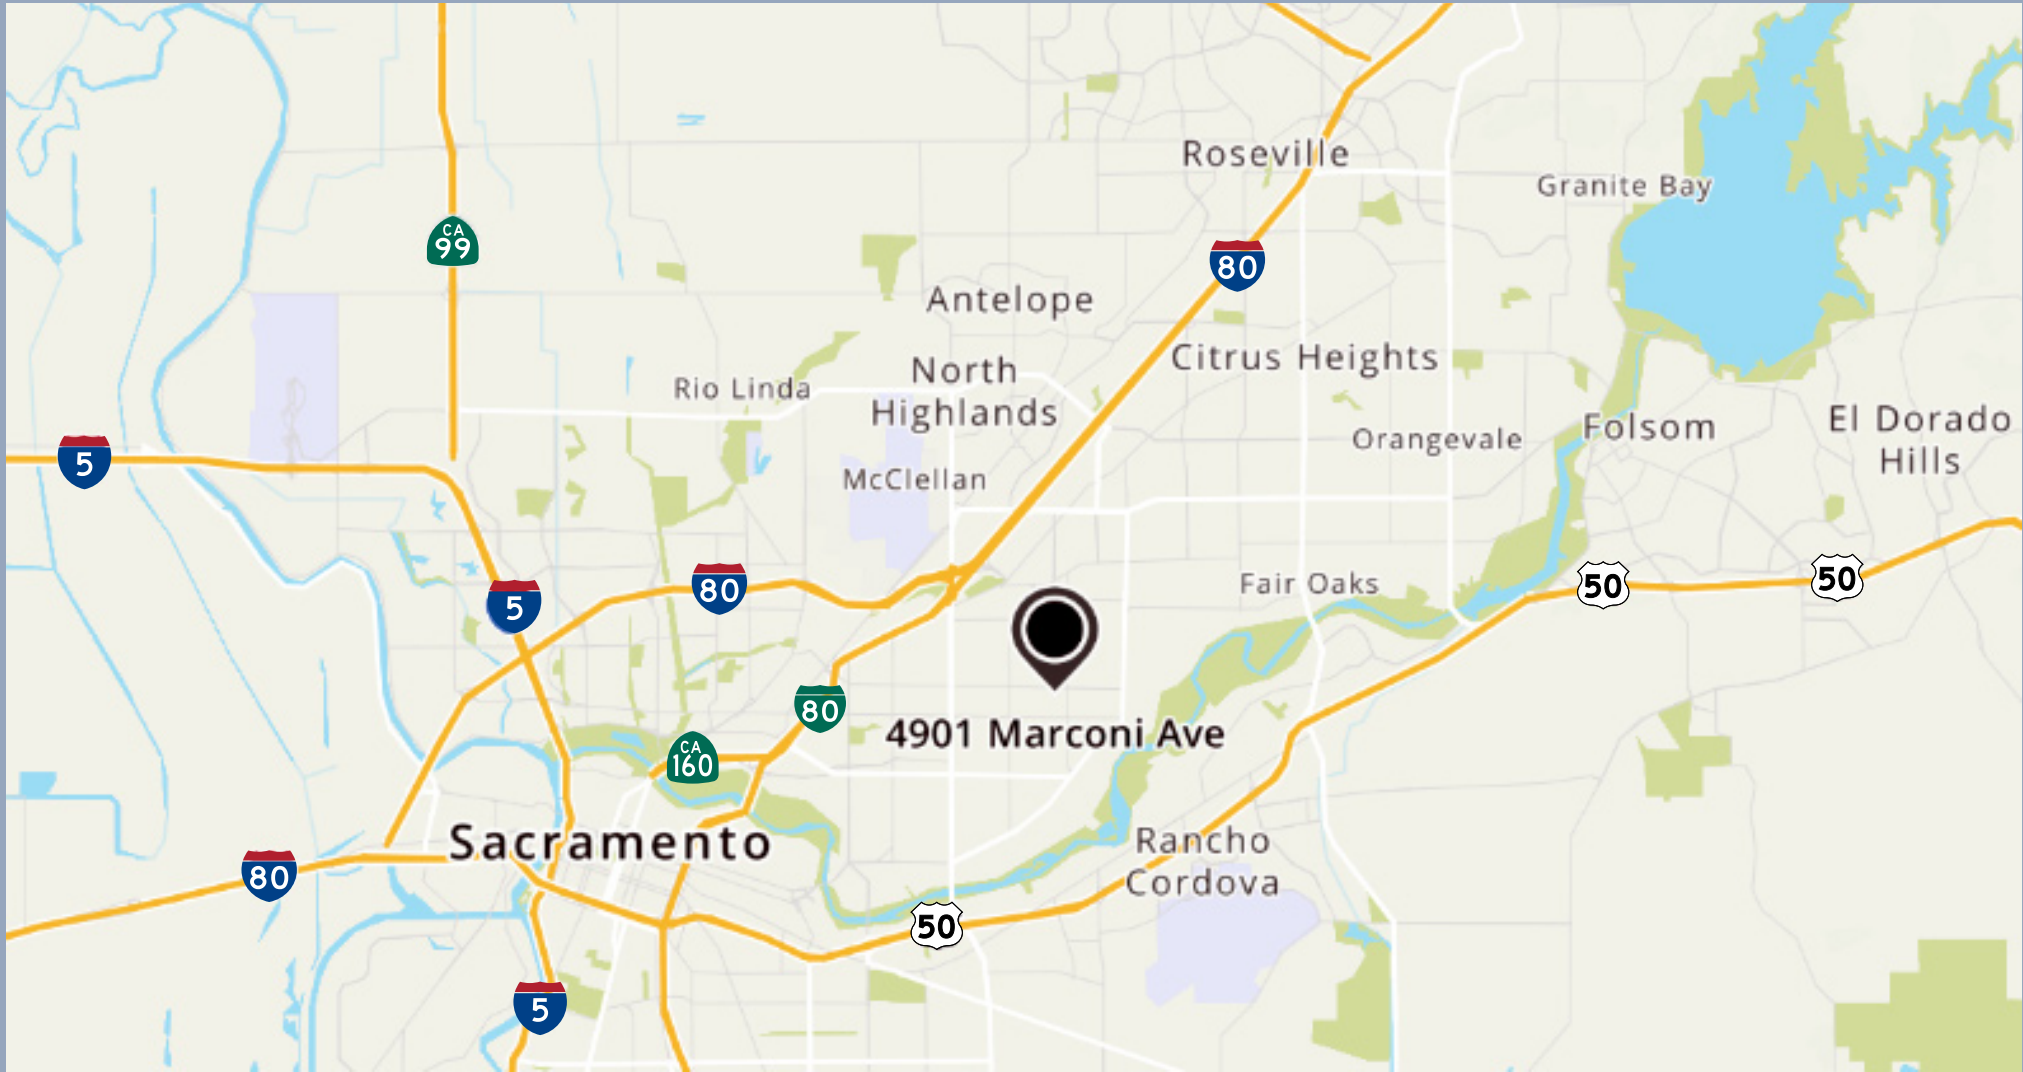 Roseville
Granite Bay
CA
99
80
Antelope
Citrus Heights
North
Highlands
Rio Linda
Folsom
El Dorado
Hills
Orangevale
5
McClellan
80
5
Fair Oaks
50
50
80
4901 Marconi Ave
CA
160
Sacramento
Rancho
Cordova
80
50
5